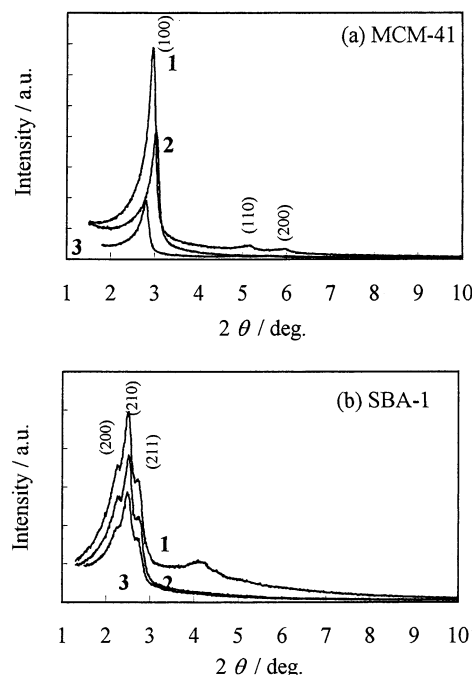 (a) MCM-41
(100)
1
2
3
(110)
(200)
Intensity / a.u.
1 2 3 4 5 6 7 8 9 10
2 θ / deg.
(b) SBA-1
(200)
(210)
(211)
1
3 2
Intensity / a.u.
1 2 3 4 5 6 7 8 9 10
2 θ / deg.